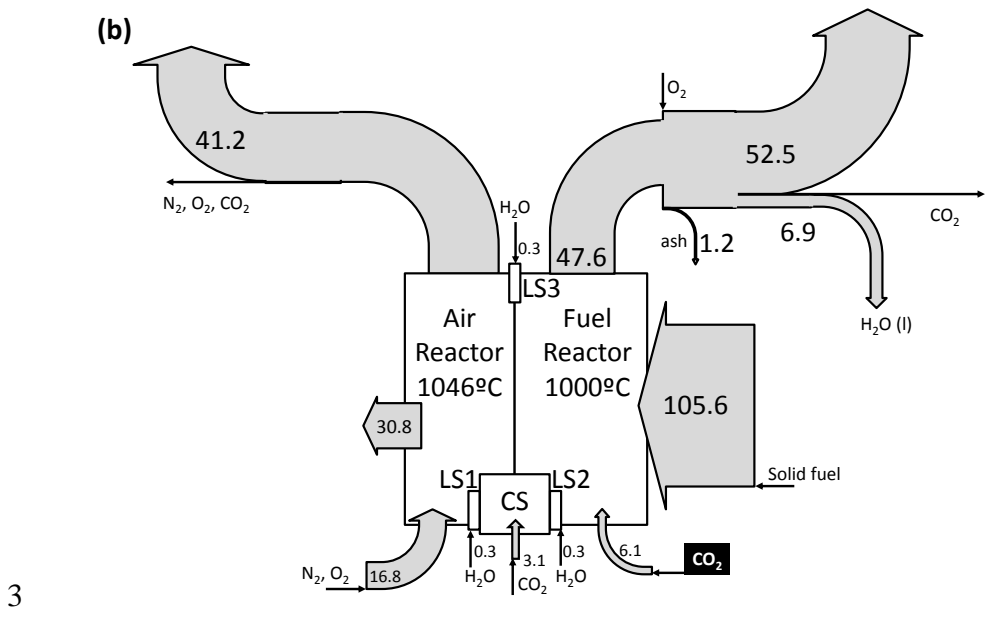 (b)
41.2
N₂, O₂, CO₂
O₂
52.5
CO₂
6.9
H₂O (l)
ash 1.2
47.6
H₂O
0.3
LS3
Air
Reactor
1046ºC
Fuel
Reactor
1000ºC
105.6
Solid fuel
30.8
LS1
CS
LS2
N₂, O₂
16.8
0.3
H₂O
3.1
CO₂
0.3
H₂O
6.1
CO₂
3